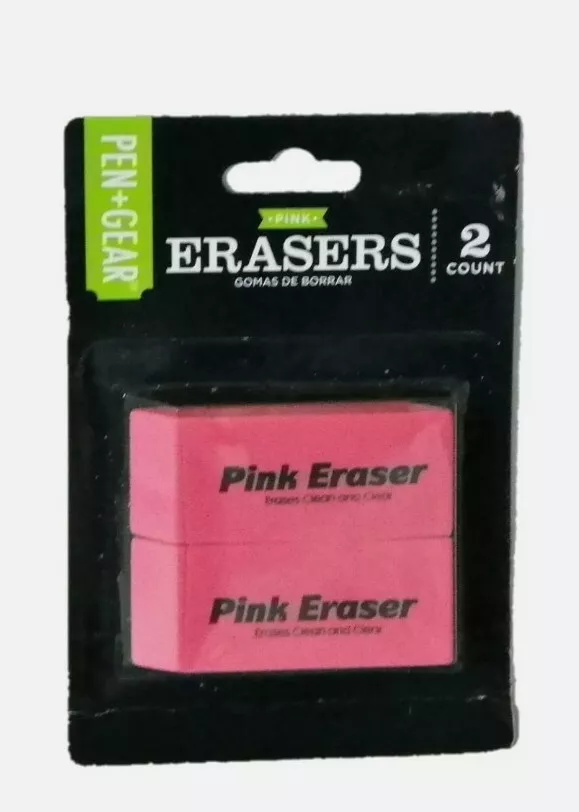 PEN+GEAR®
PINK
ERASERS
GOMAS DE BORRAR
2
COUNT
Pink Eraser
Erases Clean and Clear
Pink Eraser
Erases Clean and Clear